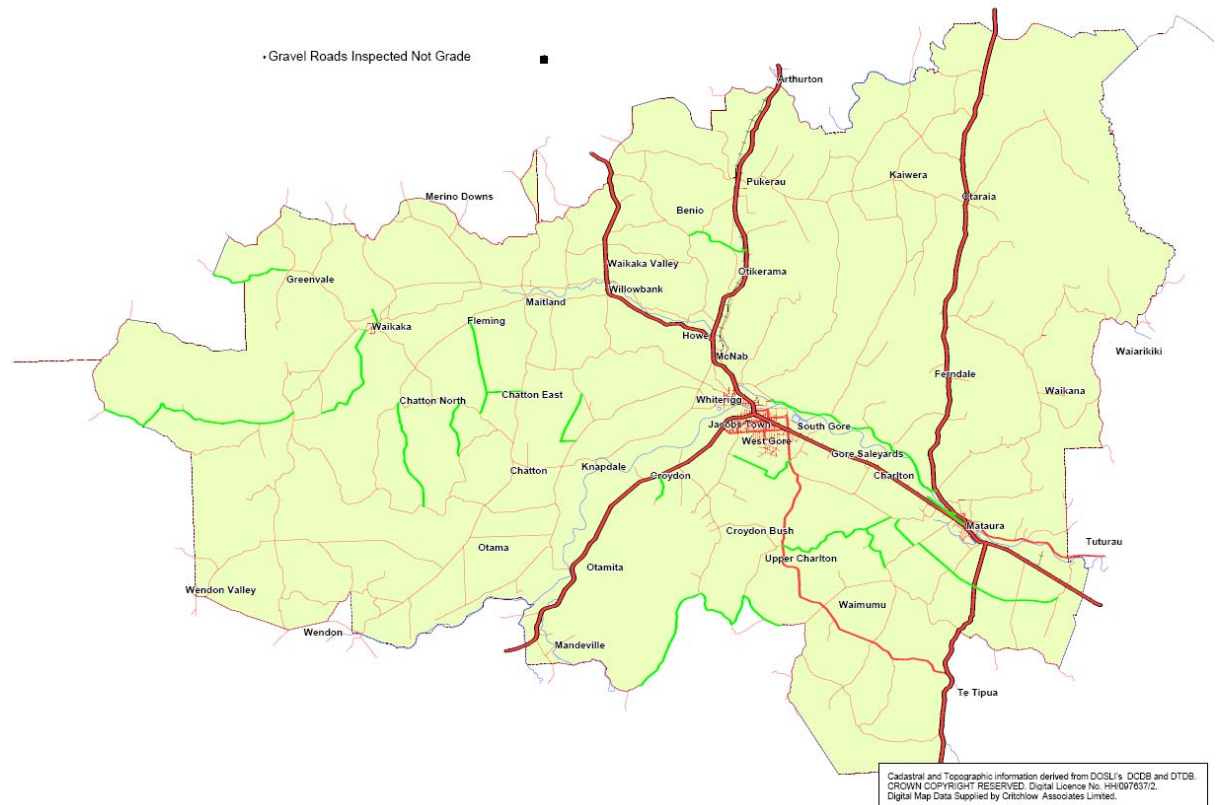 • Gravel Roads Inspected Not Grade
Arthurton
Kaiwera
Pukerau
Merino Downs
Otaraia
Benio
Waikaka Valley
Otikerama
Greenvale
Willowbank
Maitland
Fleming
Waikaka
Howe
McNab
Waiarikiki
Ferndale
Waikana
Chatton East
Chatton North
Whiterigg
Jacobs Town
South Gore
West Gore
Gore Saleyards
Chatton
Knapdale
Croydon
Charlton
Mataura
Croydon Bush
Tuturau
Otama
Upper Charlton
Otamita
Wendon Valley
Waimumu
Wendon
Mandeville
Te Tipua
Cadastral and Topographic information derived from DOSLI's DCDB and DTDB.
CROWN COPYRIGHT RESERVED. Digital Licence No. HH/097637/2.
Digital Map Data Supplied by Critchlow Associates Limited.